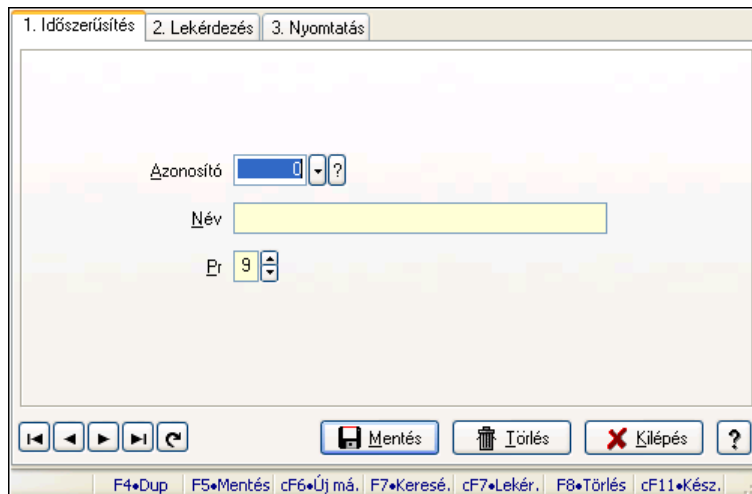 1. Időszerűsítés 2. Lekérdezés 3. Nyomtatás
Azonosító 0 ?
Név
Pr 9
Mentés Törlés Kilépés ?
F4•Dup F5•Mentés cF6•Új má. F7•Keresé. cF7•Lekér. F8•Törlés cF11•Kész.